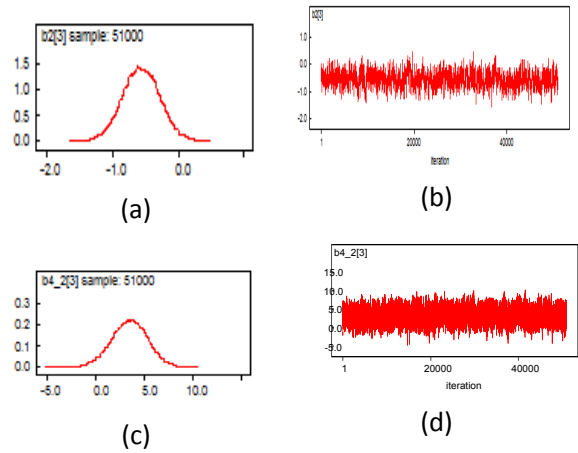 b2[3] sample: 51000
1.5
1.0
0.5
0.0
-2.0 -1.0 0.0
(a)
b2[3]
1.0
0.0
-1.0
-2.0
1 20000 40000
iteration
(b)
b4_2[3] sample: 51000
0.3
0.2
0.1
0.0
-5.0 0.0 5.0 10.0
(c)
b4_2[3]
15.0
10.0
5.0
0.0
-5.0
1 20000 40000
iteration
(d)